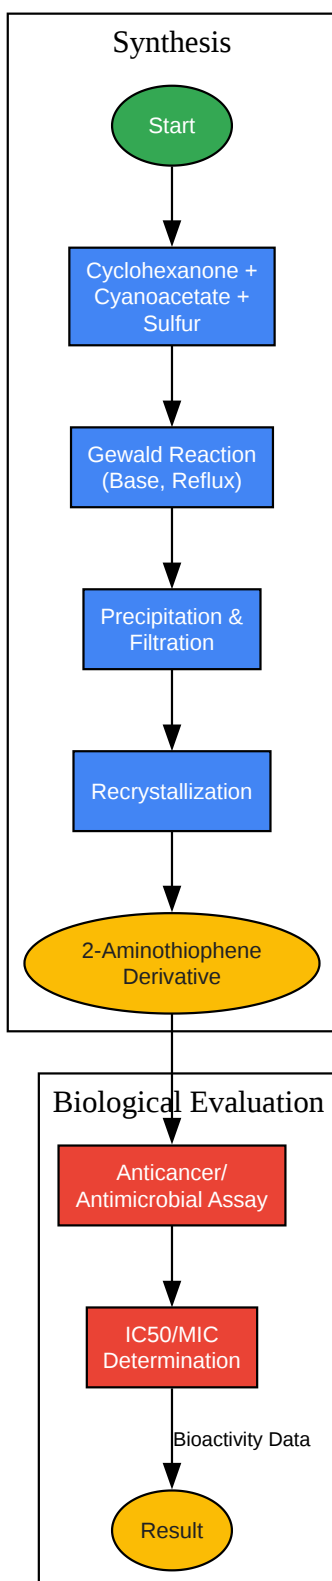 Synthesis
Start
Cyclohexanone +
Cyanoacetate +
Sulfur
Gewald Reaction
(Base, Reflux)
Precipitation &
Filtration
Recrystallization
2-Aminothiophene
Derivative
Biological Evaluation
Anticancer/
Antimicrobial Assay
IC50/MIC
Determination
Bioactivity Data
Result